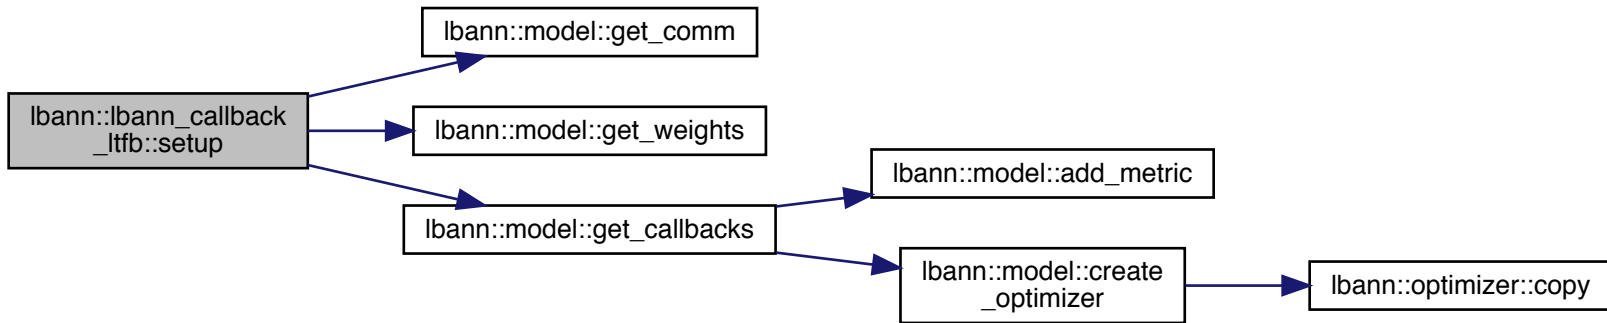 lbann::model::get_comm
lbann::lbann_callback
_ltfb::setup
lbann::model::get_weights
lbann::model::get_callbacks
lbann::model::add_metric
lbann::model::create
_optimizer
lbann::optimizer::copy